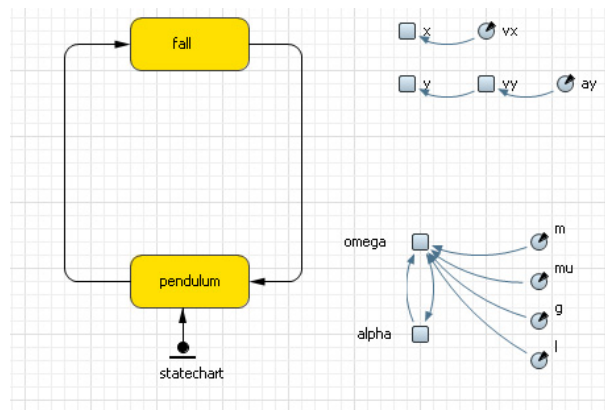 fall
x vx
y vy ay
omega
m
mu
g
l
alpha
pendulum
statechart